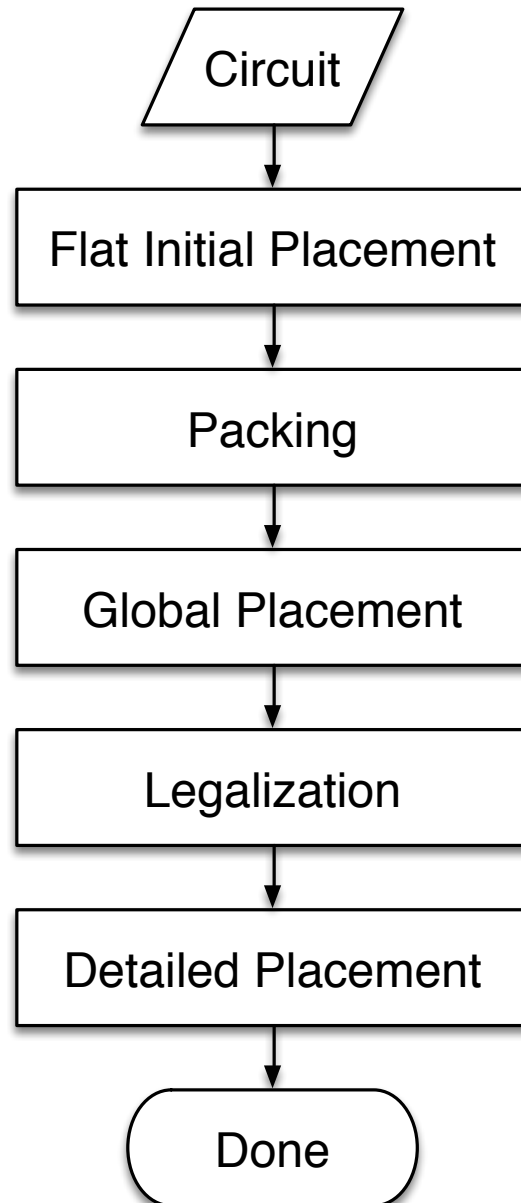 Circuit
Flat Initial Placement
Packing
Global Placement
Legalization
Detailed Placement
Done